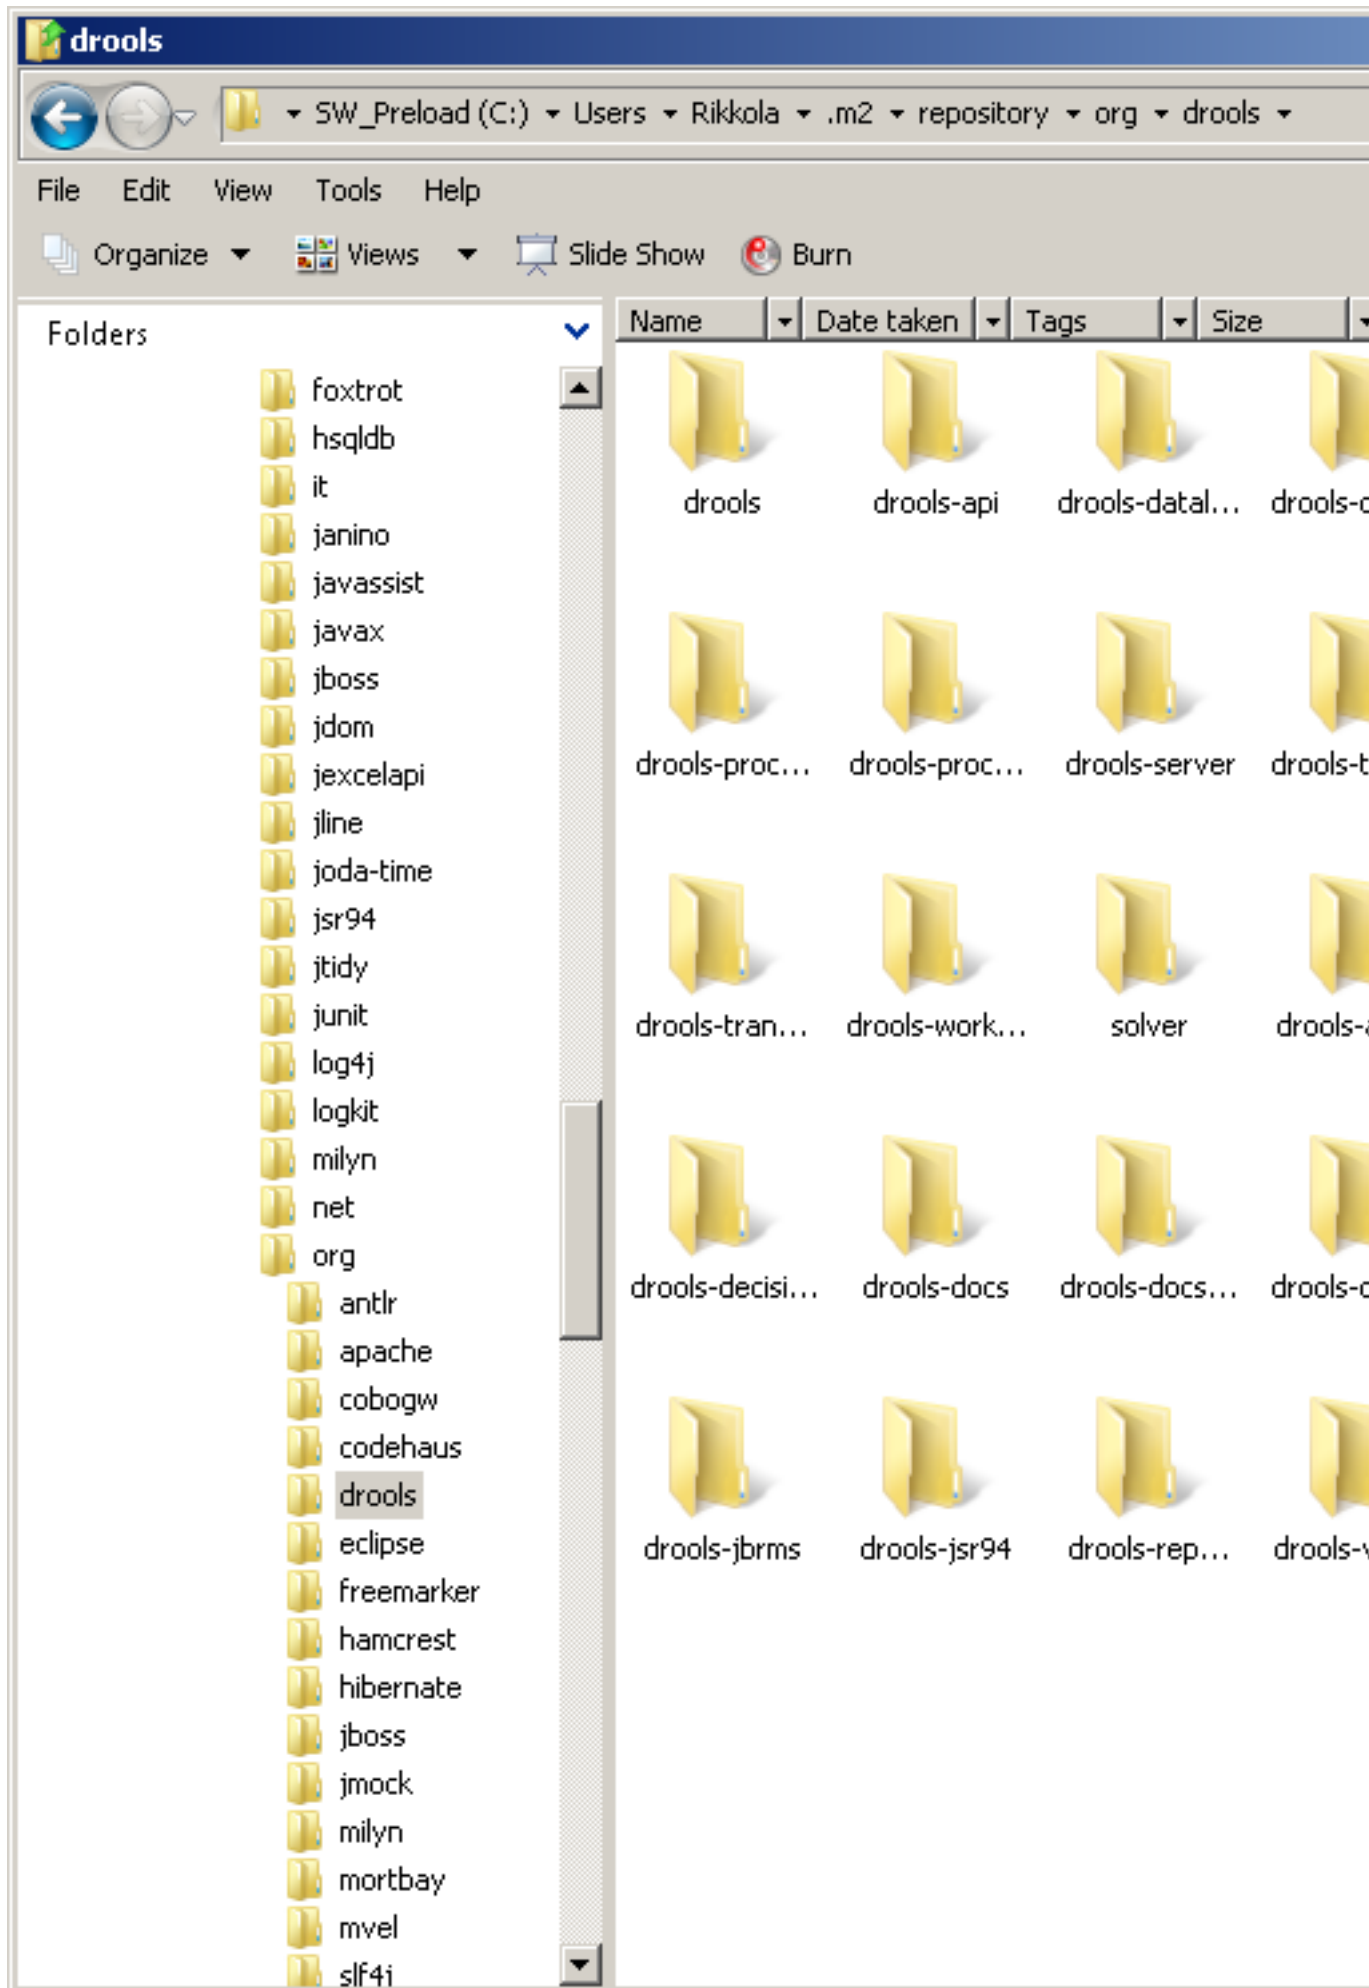 drools
SW_Preload (C:) Users Rikkola .m2 repository org drools
File Edit View Tools Help
Organize Views Slide Show Burn
Folders
foxtrot
hsqldb
it
janino
javassist
javax
jboss
jdom
jexcelapi
jline
joda-time
jsr94
jtidy
junit
log4j
logkit
milyn
net
org
antlr
apache
cobogw
codehaus
drools
eclipse
freemarker
hamcrest
hibernate
jboss
jmock
milyn
mortbay
mvel
slf4j
Name Date taken Tags Size
drools drools-api drools-datal...
drools-proc... drools-proc... drools-server drools-t
drools-tran... drools-work... solver
drools-decisi... drools-docs drools-docs...
drools-jbrms drools-jsr94 drools-rep...